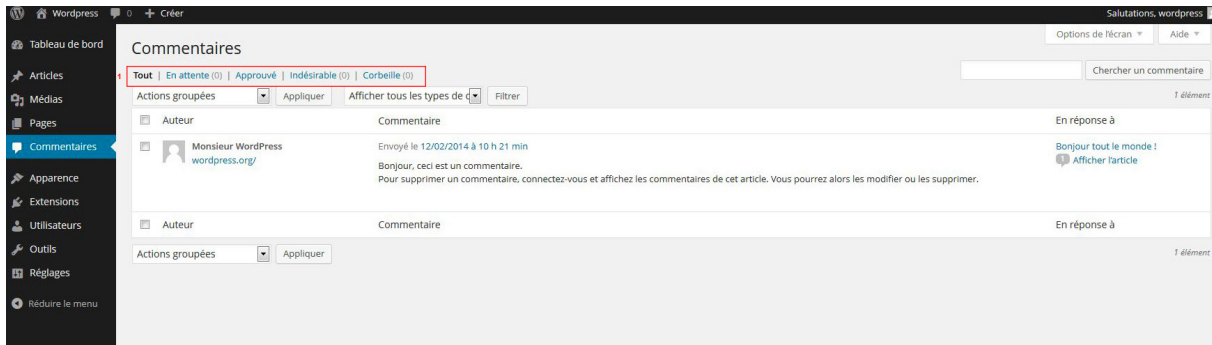 Wordpress 0 + Créer Salutations, wordpress
Options de l'écran Aide
Tableau de bord
Articles
Médias
Pages
Commentaires
Apparence
Extensions
Utilisateurs
Outils
Réglages
Réduire le menu
Commentaires
1 Tout | En attente (0) | Approuvé | Indésirable (0) | Corbeille (0)
Chercher un commentaire
Actions groupées Appliquer Afficher tous les types de c Filtrer 1 élément
Auteur Commentaire En réponse à
Monsieur WordPress Envoyé le 12/02/2014 à 10 h 21 min Bonjour tout le monde !
wordpress.org/ 1 Afficher l'article
Bonjour, ceci est un commentaire.
Pour supprimer un commentaire, connectez-vous et affichez les commentaires de cet article. Vous pourrez alors les modifier ou les supprimer.
Auteur Commentaire En réponse à
Actions groupées Appliquer 1 élément